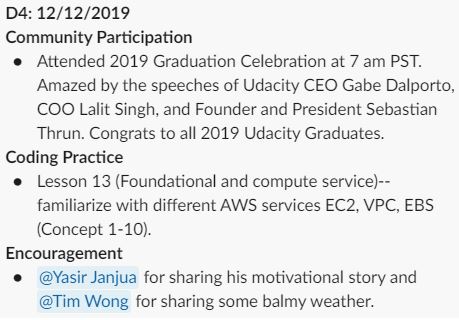 D4: 12/12/2019
Community Participation
● Attended 2019 Graduation Celebration at 7 am PST.
Amazed by the speeches of Udacity CEO Gabe Dalporto,
COO Lalit Singh, and Founder and President Sebastian
Thrun. Congrats to all 2019 Udacity Graduates.
Coding Practice
● Lesson 13 (Foundational and compute service)--
familiarize with different AWS services EC2, VPC, EBS
(Concept 1-10).
Encouragement
● @Yasir Janjua for sharing his motivational story and
@Tim Wong for sharing some balmy weather.